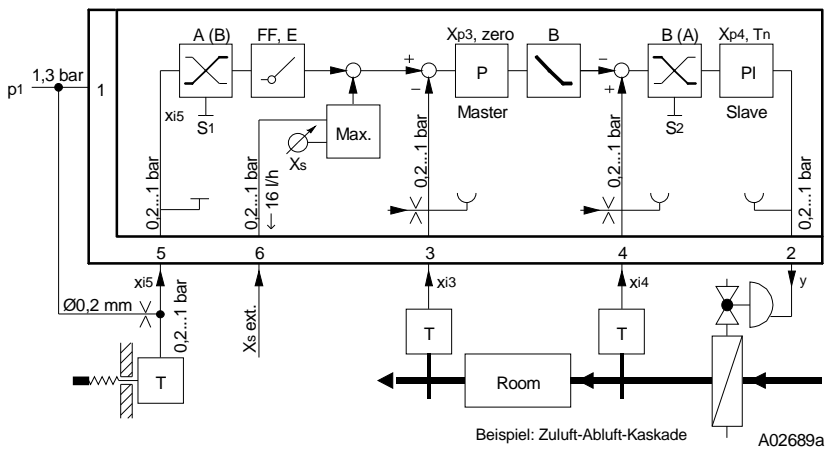 A (B)
FF, E
Xp3, zero
B
B (A)
Xp4, Tn
1,3 bar
p1
1
xi5
S1
Xs
Max.
+
−
P
Master
−
+
S2
PI
Slave
0,2...1 bar
0,2...1 bar
← 16 l/h
0,2...1 bar
0,2...1 bar
0,2...1 bar
5
6
3
4
2
xi5
Ø0,2 mm
0,2...1 bar
Xs ext.
xi3
xi4
y
T
T
T
Room
Beispiel: Zuluft-Abluft-Kaskade
A02689a